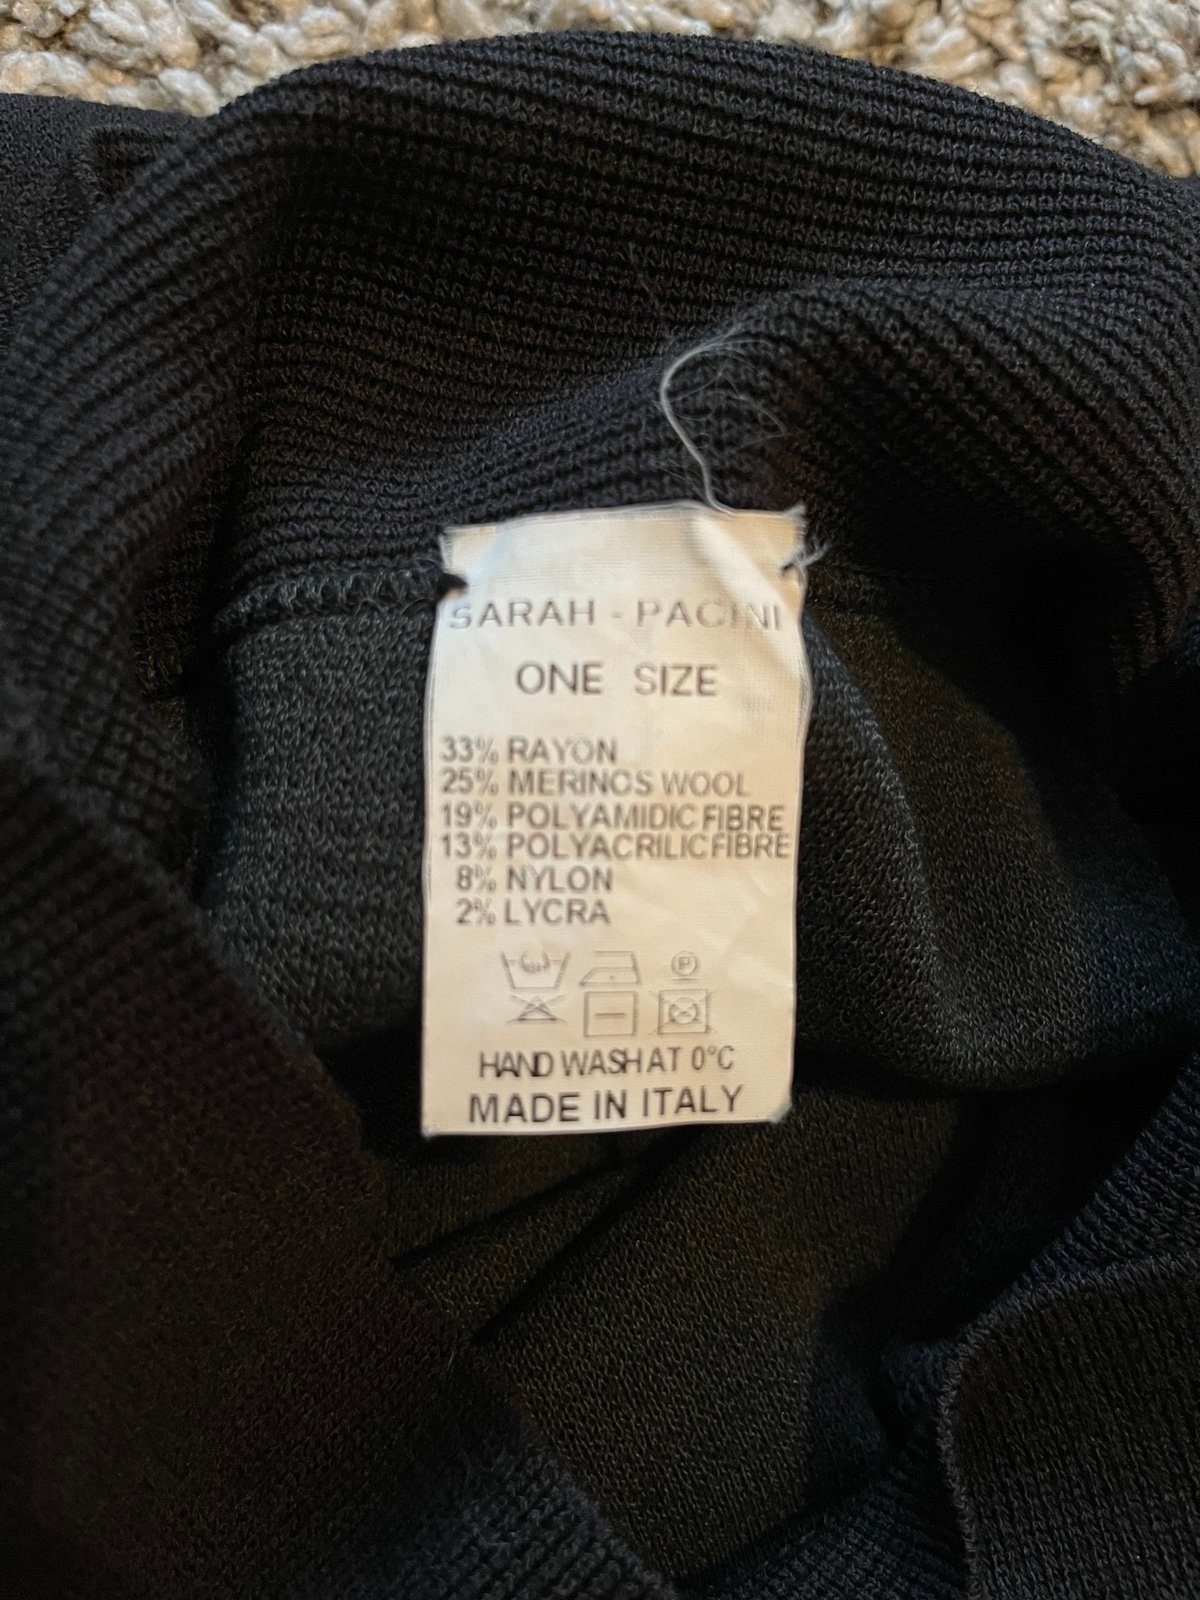 SARAH - PACINI
ONE SIZE
33% RAYON
25% MERINOS WOOL
19% POLYAMIDIC FIBRE
13% POLYACRILIC FIBRE
8% NYLON
2% LYCRA
P
HAND WASH AT 0°C
MADE IN ITALY